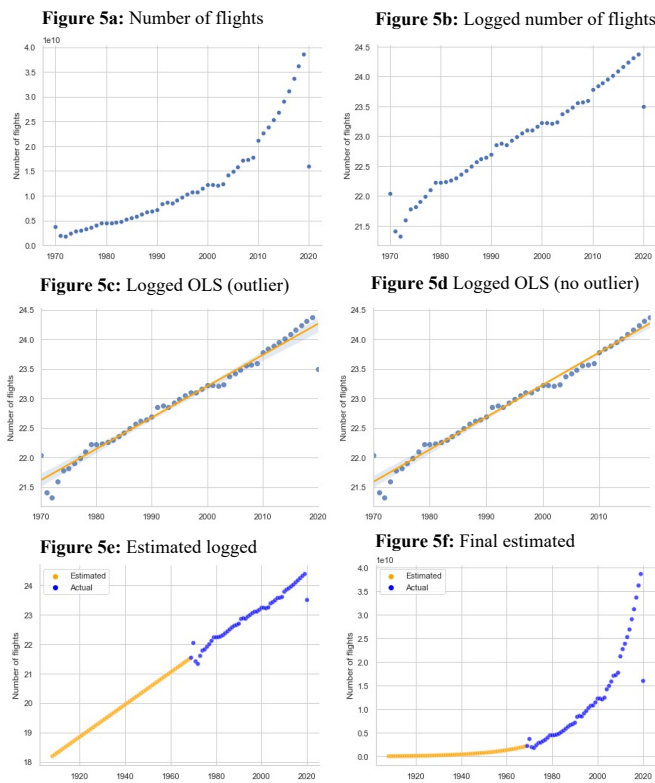 Figure 5a: Number of flights
Figure 5b: Logged number of flights
1e10
4.0
3.5
3.0
2.5
2.0
1.5
1.0
0.5
0.0
Number of flights
1970 1980 1990 2000 2010 2020
24.5
24.0
23.5
23.0
22.5
22.0
21.5
Number of flights
1970 1980 1990 2000 2010 2020
Figure 5c: Logged OLS (outlier)
Figure 5d Logged OLS (no outlier)
24.5
24.0
23.5
23.0
22.5
22.0
21.5
Number of flights
1970 1980 1990 2000 2010 2020
24.5
24.0
23.5
23.0
22.5
22.0
21.5
Number of flights
1970 1980 1990 2000 2010
Figure 5e: Estimated logged
Figure 5f: Final estimated
Estimated
Actual
24
23
22
21
20
19
18
Number of flights
1920 1940 1960 1980 2000 2020
1e10
Estimated
Actual
4.0
3.5
3.0
2.5
2.0
1.5
1.0
0.5
0.0
Number of flights
1920 1940 1960 1980 2000 2020